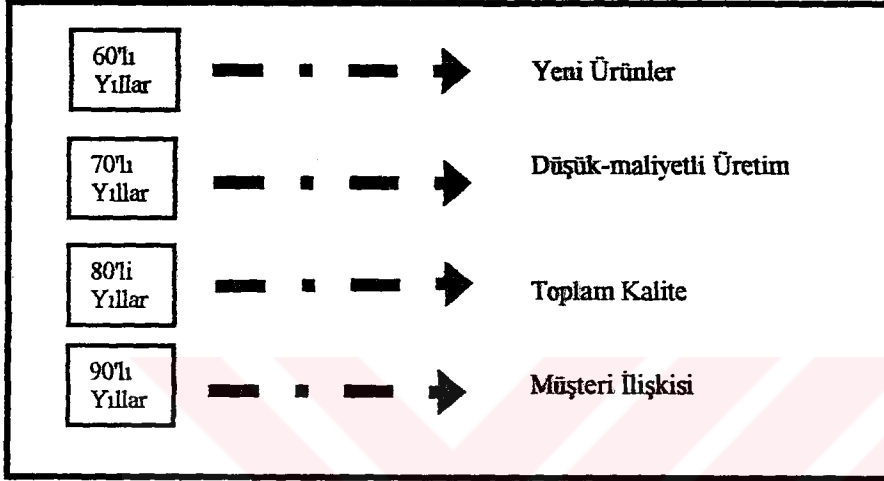 60'lı
Yıllar
Yeni Ürünler
70'lı
Yıllar
Düşük-maliyetli Üretim
80'li
Yıllar
Toplam Kalite
90'lı
Yıllar
Müşteri İlişkisi